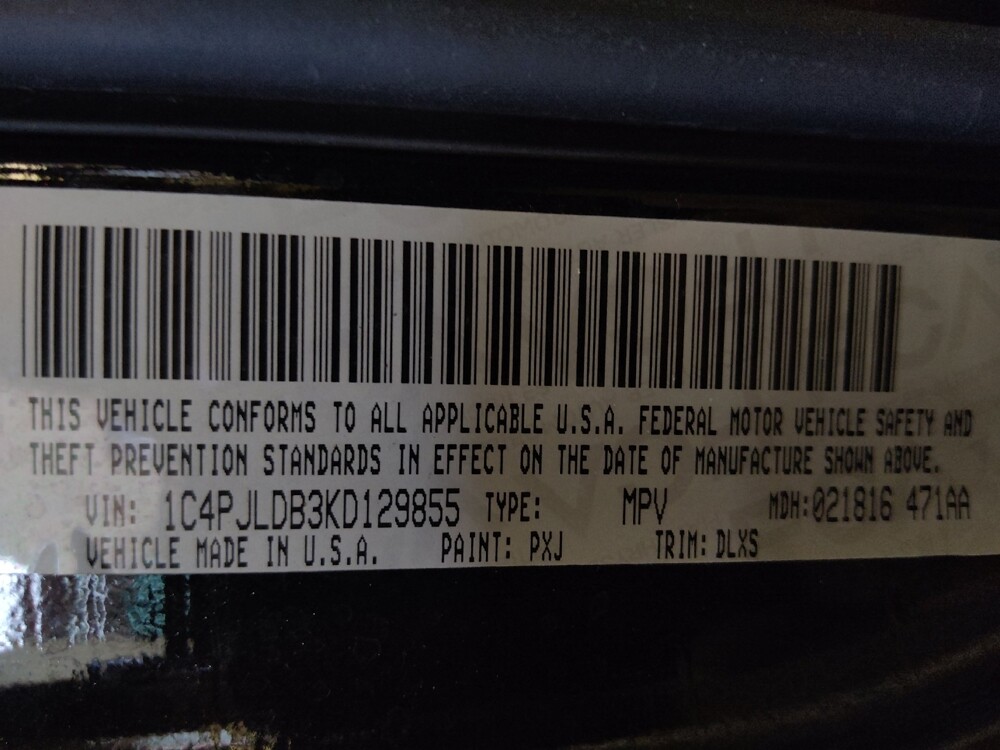 THIS VEHICLE CONFORMS TO ALL APPLICABLE U.S.A. FEDERAL MOTOR VEHICLE SAFETY AND
THEFT PREVENTION STANDARDS IN EFFECT ON THE DATE OF MANUFACTURE SHOWN ABOVE.
VIN: 1C4PJLDB3KD129855 TYPE: MPV MDH:021816 471AA
VEHICLE MADE IN U.S.A. PAINT: PXJ TRIM: DLXS